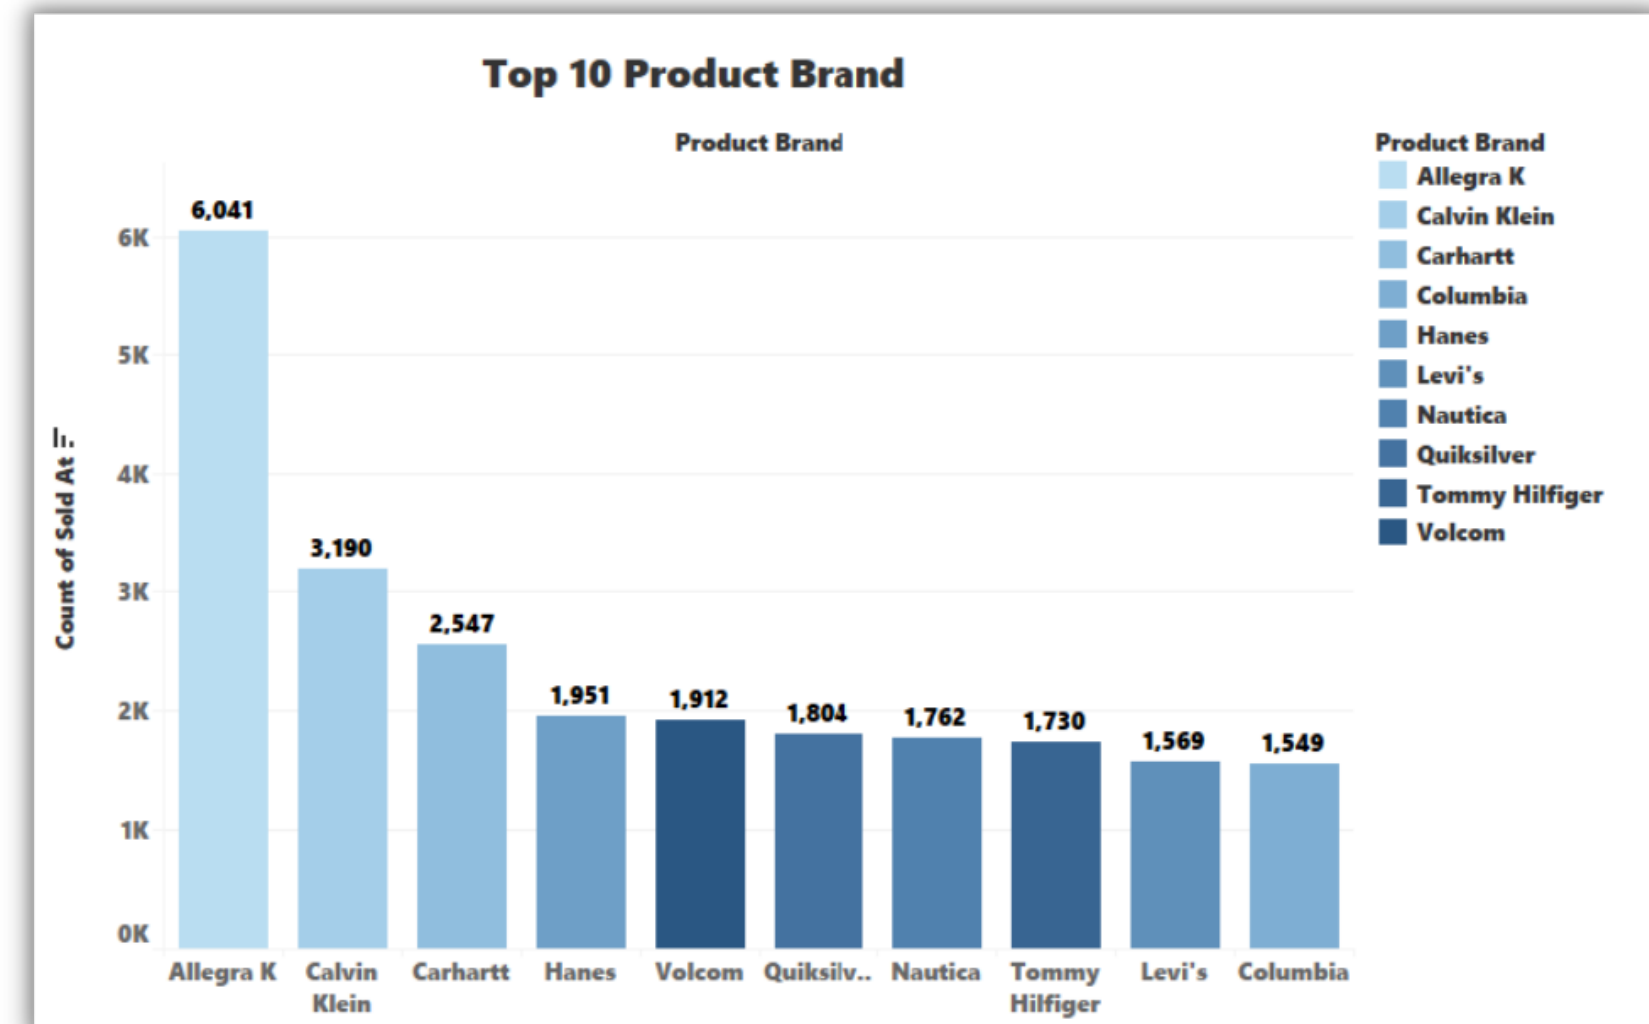 Top 10 Product Brand
Product Brand
Product Brand
Allegra K
Calvin Klein
Carhartt
Columbia
Hanes
Levi's
Nautica
Quiksilver
Tommy Hilfiger
Volcom
Count of Sold At
6K
5K
4K
3K
2K
1K
0K
6,041
3,190
2,547
1,951
1,912
1,804
1,762
1,730
1,569
1,549
Allegra K
Calvin
Klein
Carhartt
Hanes
Volcom
Quiksilv..
Nautica
Tommy
Hilfiger
Levi's
Columbia